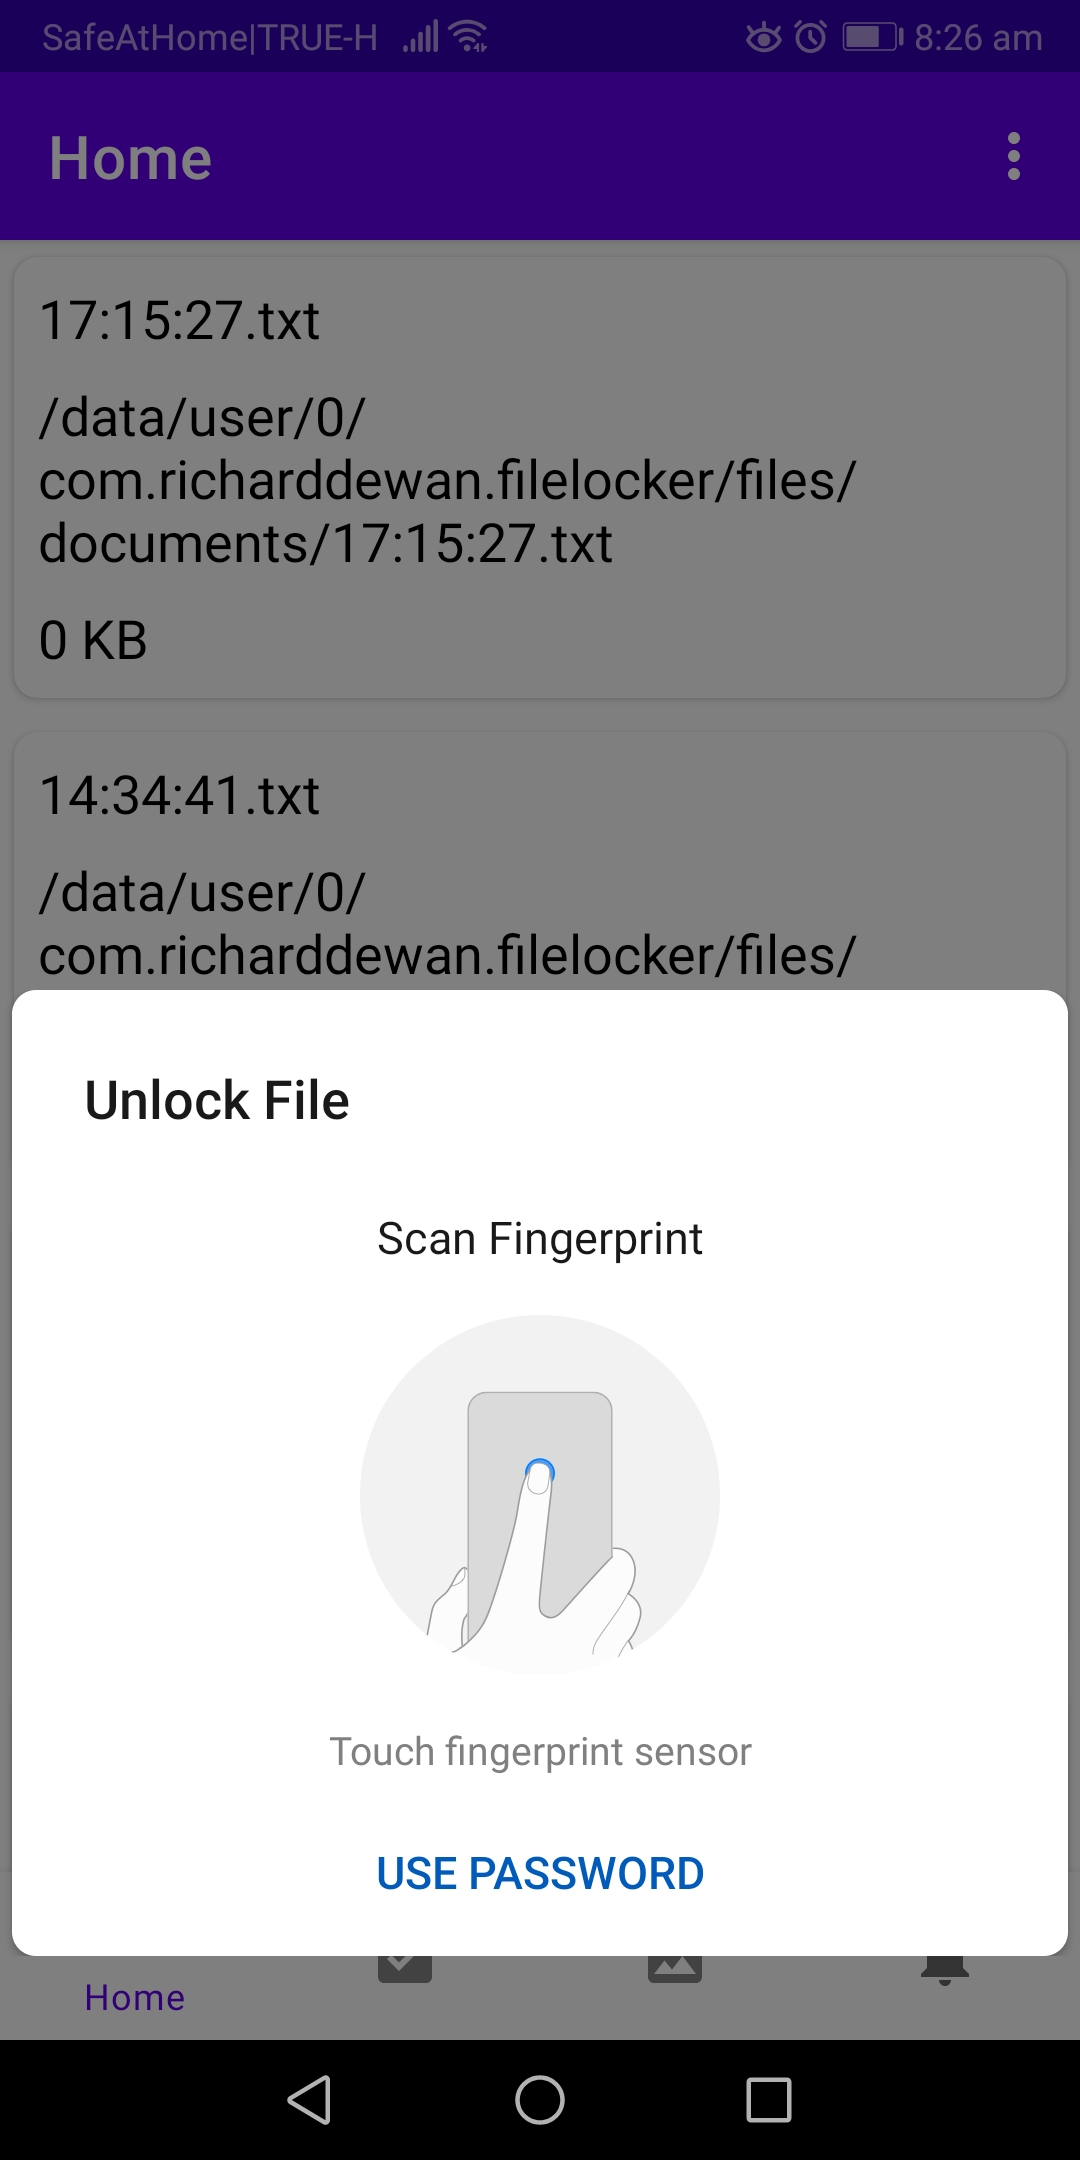 SafeAtHome|TRUE-H
8:26 am
Home
17:15:27.txt
/data/user/0/
com.richarddewan.filelocker/files/
documents/17:15:27.txt
0 KB
14:34:41.txt
/data/user/0/
com.richarddewan.filelocker/files/
Unlock File
Scan Fingerprint
Touch fingerprint sensor
USE PASSWORD
Home